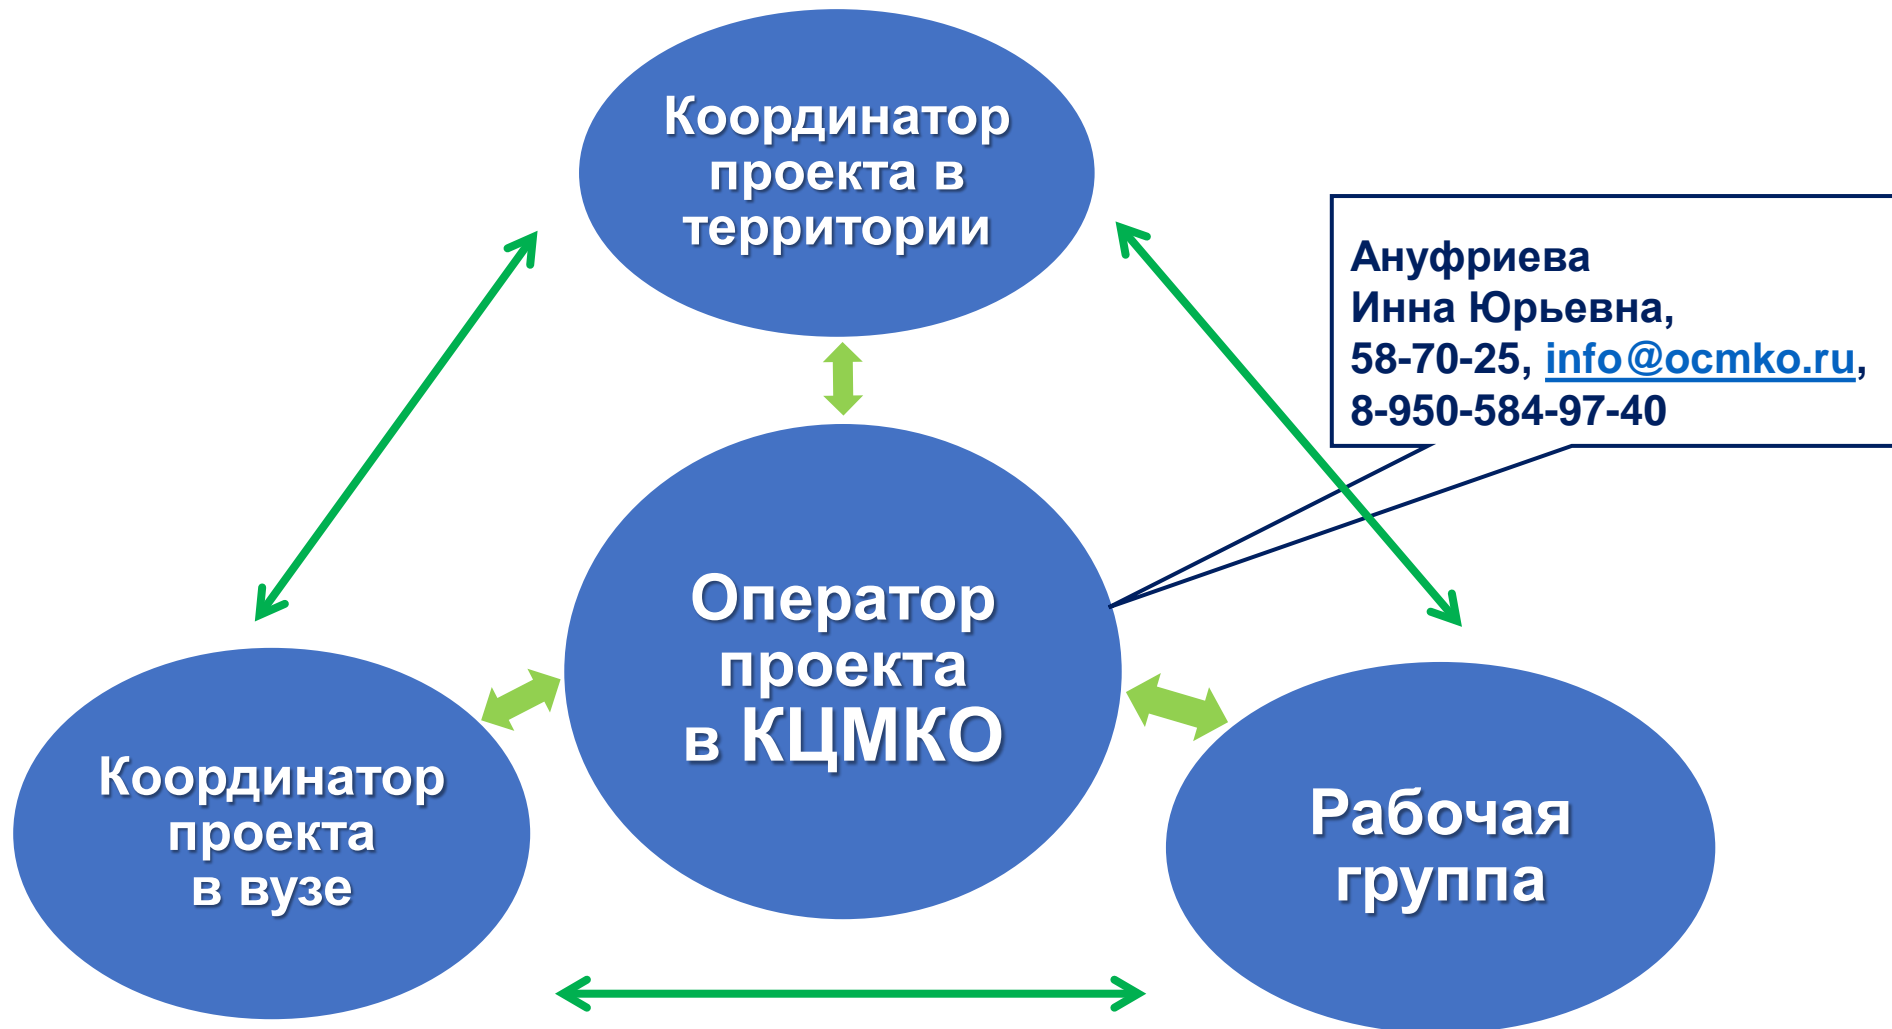 Координатор
проекта в
территории
Ануфриева
Инна Юрьевна,
58-70-25, info@ocmko.ru,
8-950-584-97-40
Оператор
проекта
в КЦМКО
Координатор
проекта
в вузе
Рабочая
группа